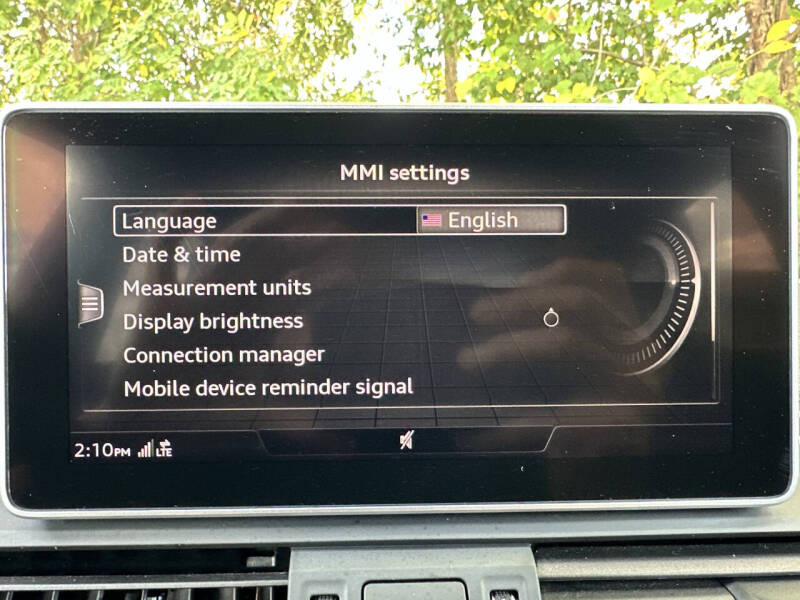 MMI settings
Language English
Date & time
Measurement units
Display brightness
Connection manager
Mobile device reminder signal
2:10PM LTE